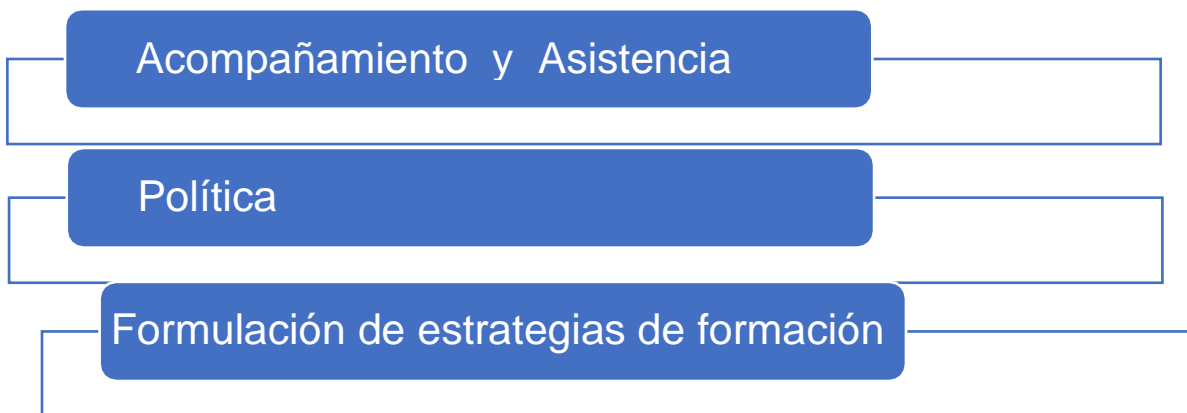 Acompañamiento y Asistencia
Política
Formulación de estrategias de formación